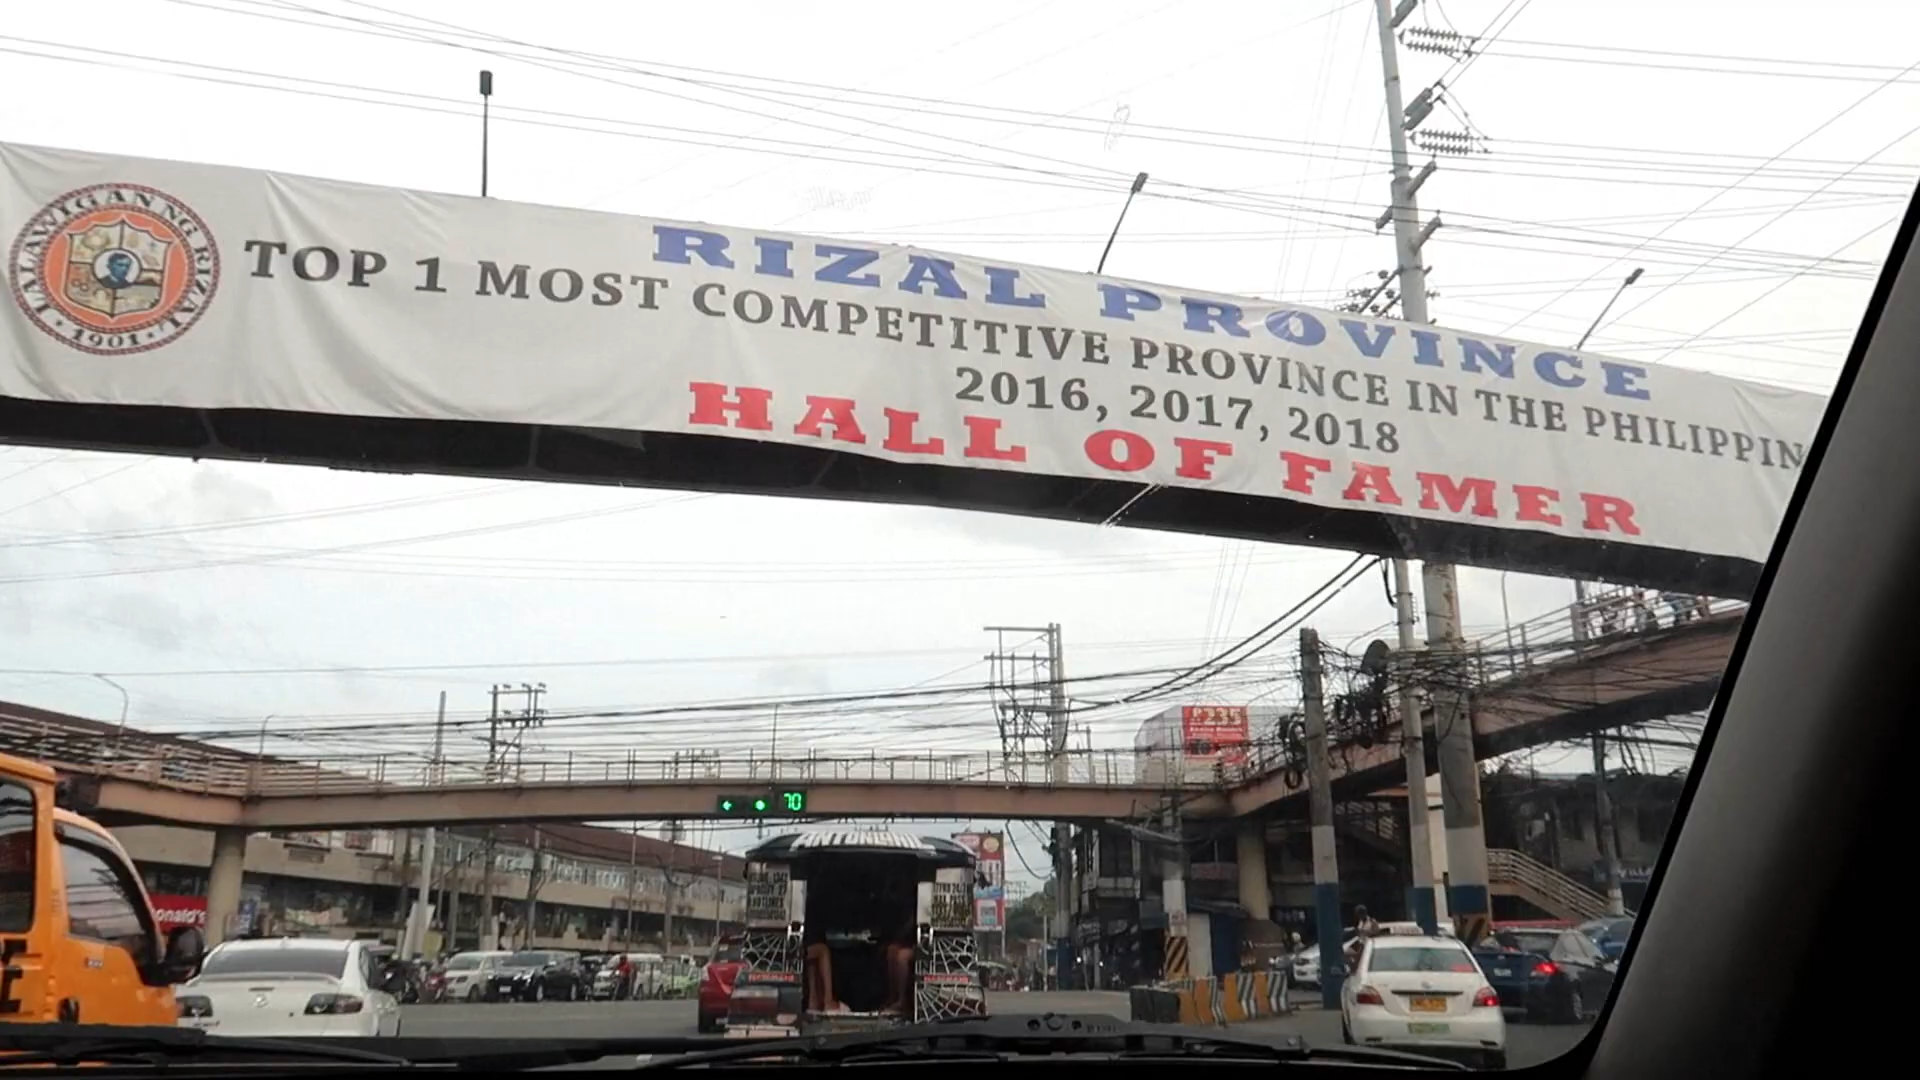 LALAWIGAN NG RIZAL
1901
RIZAL PROVINCE
TOP 1 MOST COMPETITIVE PROVINCE IN THE PHILIPPIN
2016, 2017, 2018
HALL OF FAMER
₱235
70
onald's